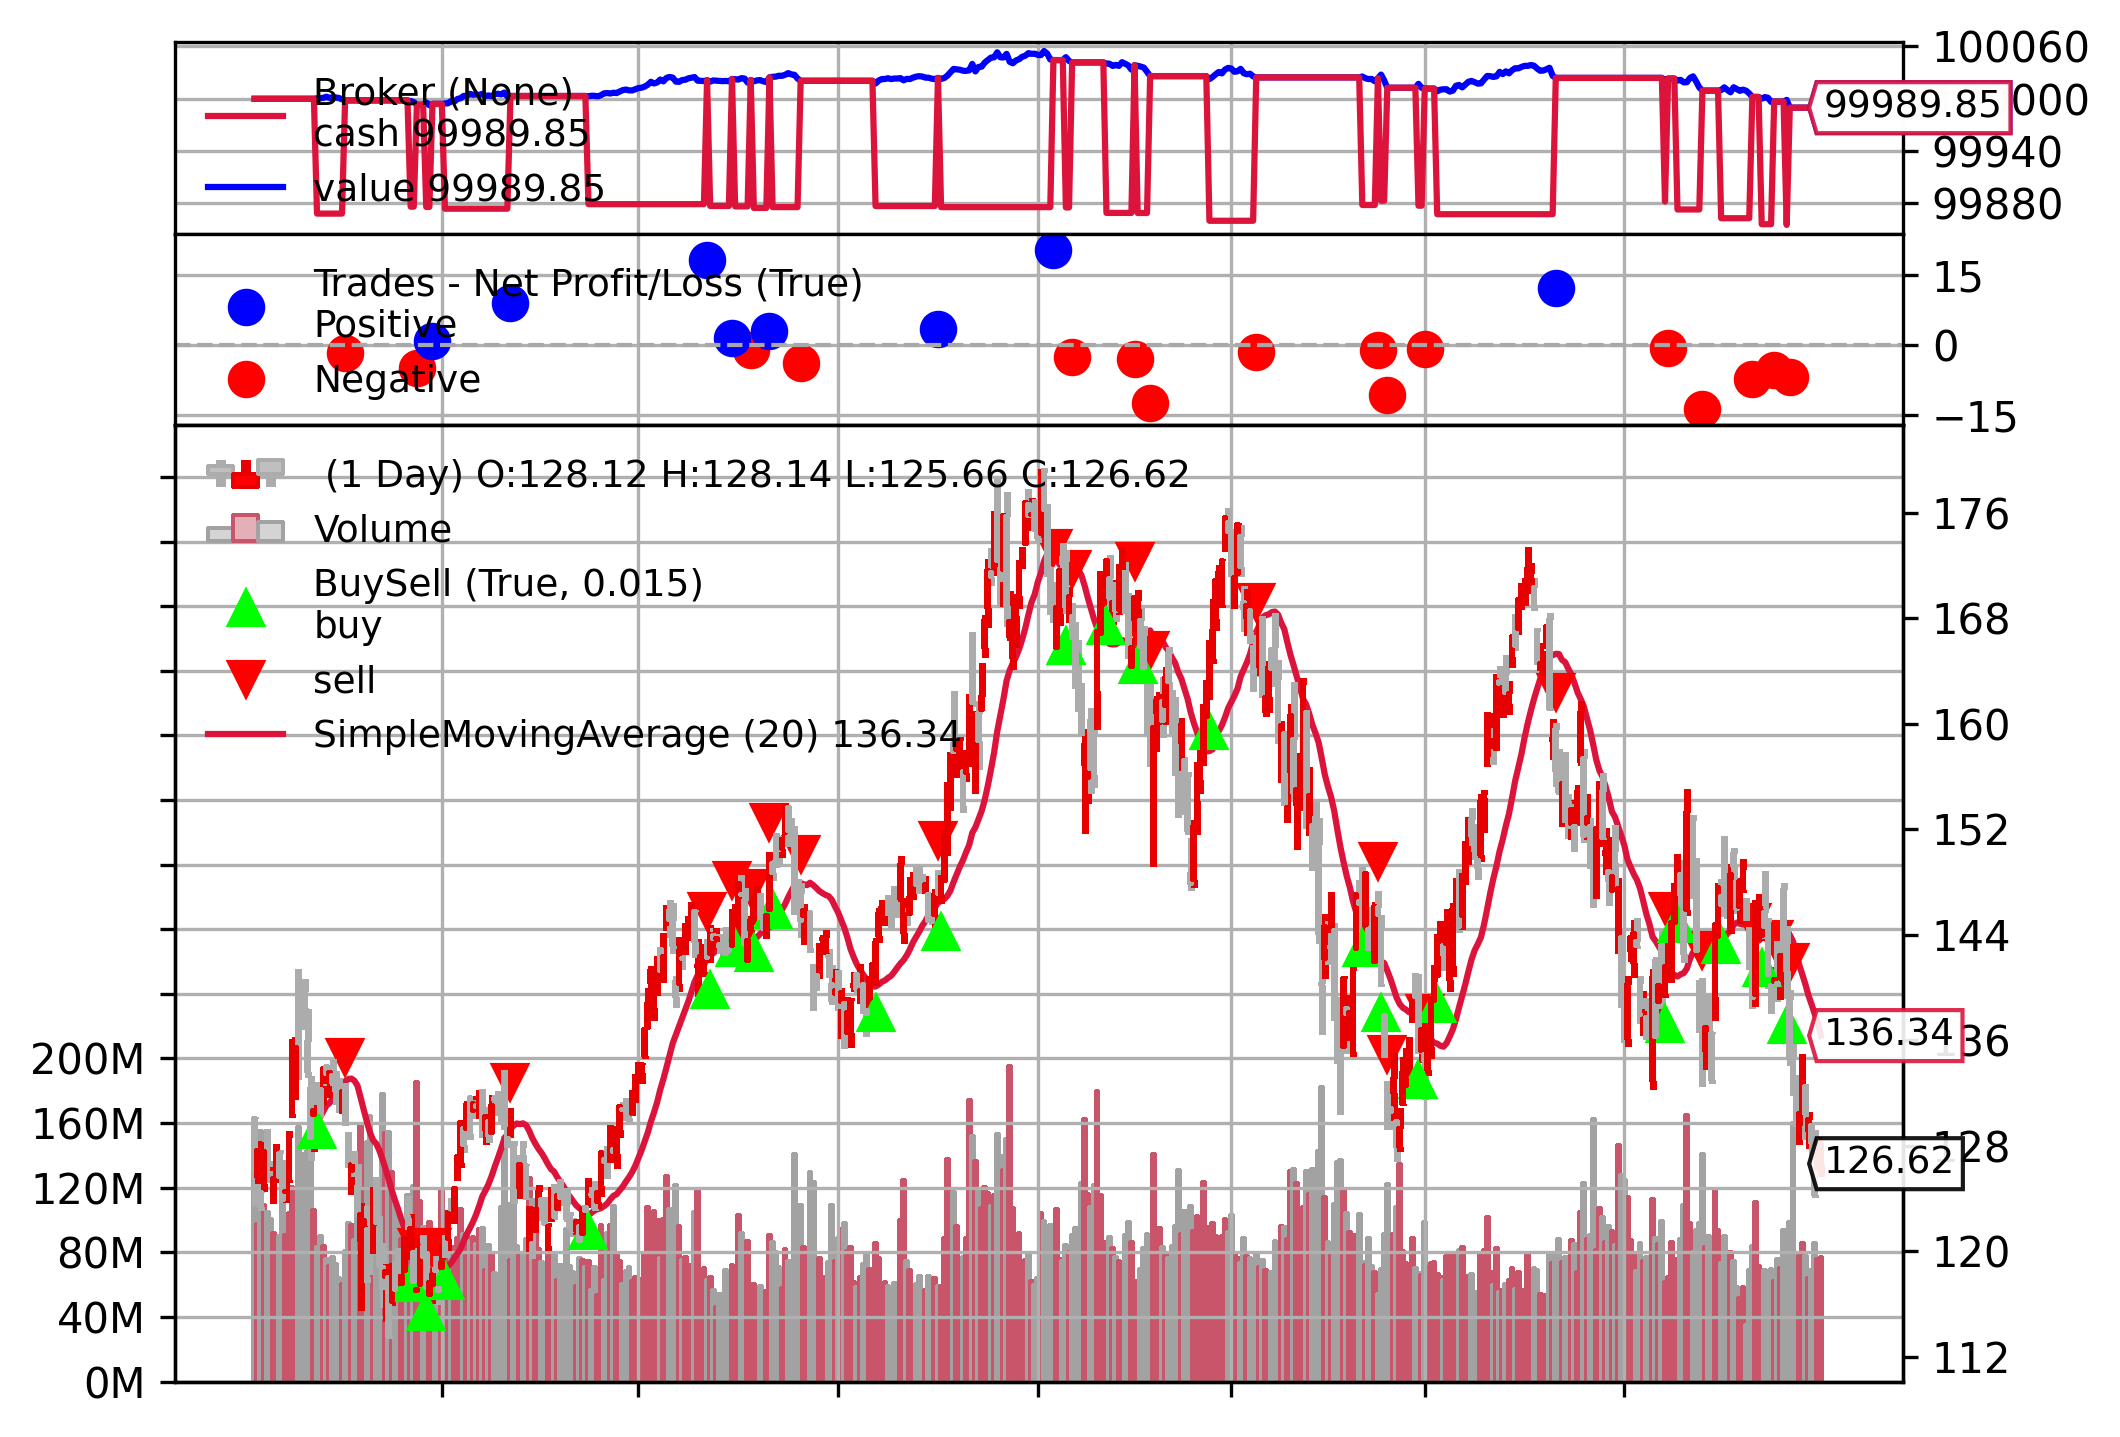 100060
Broker (None)
cash 99989.85
value 99989.85
99989.85
000
99940
99880
Trades - Net Profit/Loss (True)
Positive
Negative
15
0
−15
(1 Day) O:128.12 H:128.14 L:125.66 C:126.62
Volume
BuySell (True, 0.015)
buy
sell
SimpleMovingAverage (20) 136.34
176
168
160
152
144
136.34
136
126.62
128
120
112
200M
160M
120M
80M
40M
0M